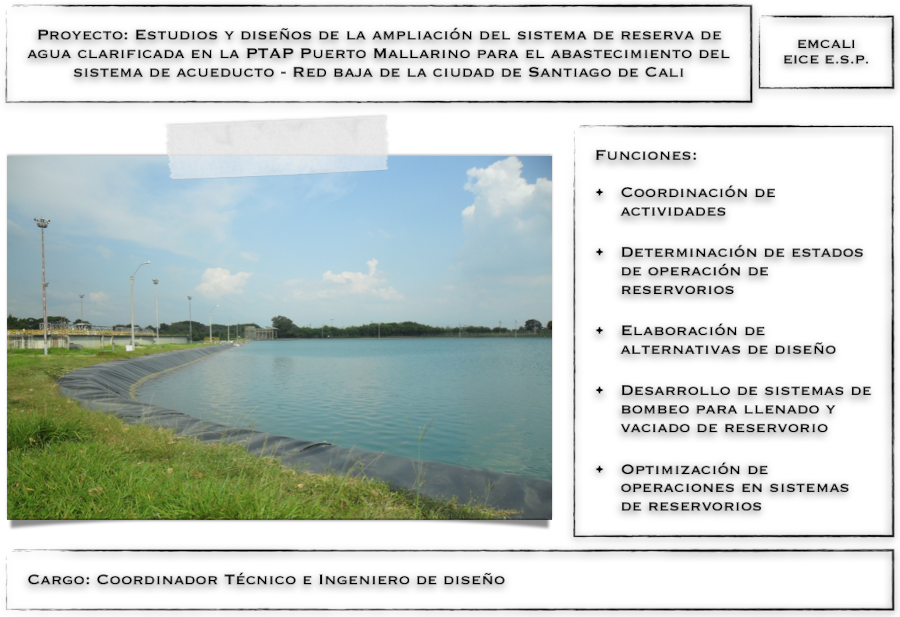 Proyecto: Estudios y diseños de la ampliación del sistema de reserva de
agua clarificada en la PTAP Puerto Mallarino para el abastecimiento del
sistema de acueducto - Red baja de la ciudad de Santiago de Cali
EMCALI
EICE E.S.P.
Funciones:
Coordinación de
actividades
Determinación de estados
de operación de
reservorios
Elaboración de
alternativas de diseño
Desarrollo de sistemas de
bombeo para llenado y
vaciado de reservorio
Optimización de
operaciones en sistemas
de reservorios
Cargo: Coordinador Técnico e Ingeniero de diseño